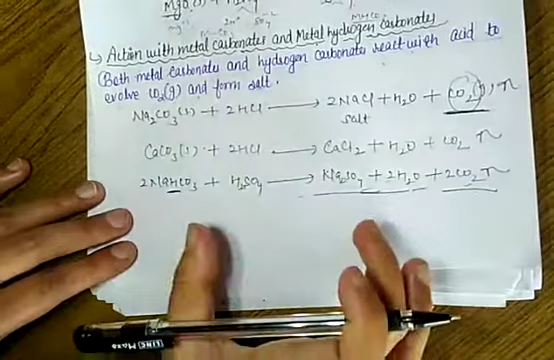 Action with metal carbonates and Metal hydrogen carbonates
(Both metal carbonate and hydrogen carbonate react with acid to
evolve CO2(g) and form salt.
Na2CO3(s) + 2HCl → 2NaCl + H2O + CO2(g)↑
salt
CaCO3(s) + 2HCl → CaCl2 + H2O + CO2 ↑
2NaHCO3 + H2SO4 → Na2SO4 + 2H2O + 2CO2 ↑
LINC